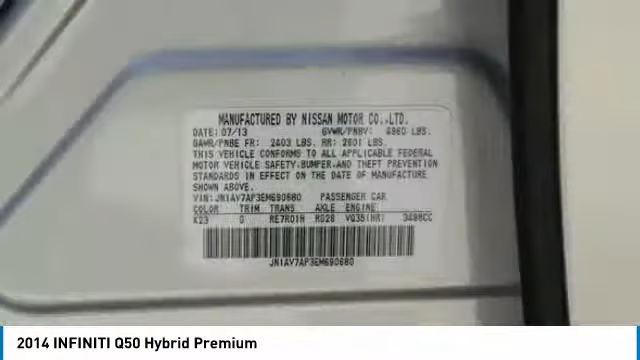 MANUFACTURED BY NISSAN MOTOR CO.,LTD.
DATE: 07/13 GVWR/PNBV: 4860 LBS.
GAWR/PNBE FR: 2403 LBS. RR: 2601 LBS.
THIS VEHICLE CONFORMS TO ALL APPLICABLE FEDERAL
MOTOR VEHICLE SAFETY,BUMPER,AND THEFT PREVENTION
STANDARDS IN EFFECT ON THE DATE OF MANUFACTURE
SHOWN ABOVE.
VIN: JN1AV7AP3EM690680 PASSENGER CAR
COLOR TRIM TRANS AXLE ENGINE
K23 G RE7R01H RG26 VQ35(HR) 3498CC
JN1AV7AP3EM690680
2014 INFINITI Q50 Hybrid Premium